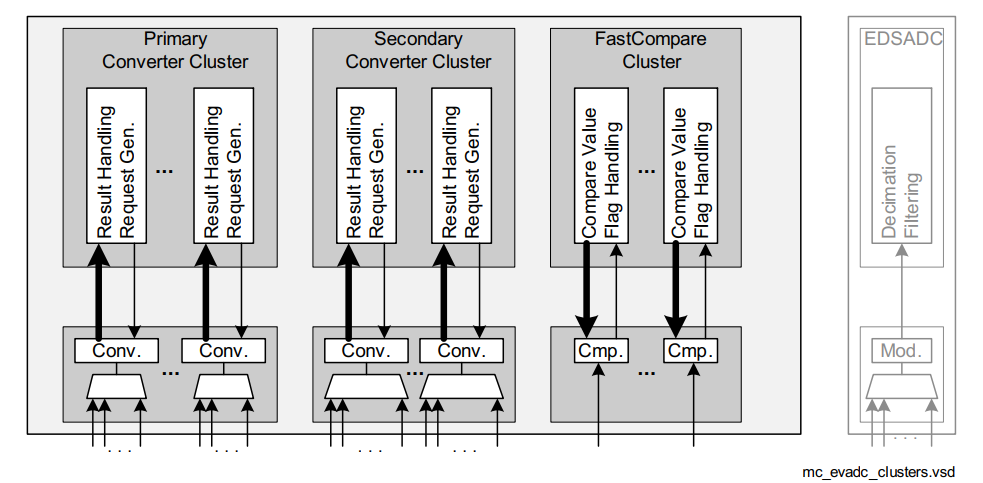 Primary
Converter Cluster
Secondary
Converter Cluster
FastCompare
Cluster
EDSADC
Result Handling
Request Gen.
...
Result Handling
Request Gen.
Result Handling
Request Gen.
...
Result Handling
Request Gen.
Compare Value
Flag Handling
...
Compare Value
Flag Handling
Decimation
Filtering
Conv.
...
Conv.
Conv.
...
Conv.
Cmp.
...
Cmp.
Mod.
. . .
. . .
. . .
. . .
. . .
mc_evadc_clusters.vsd